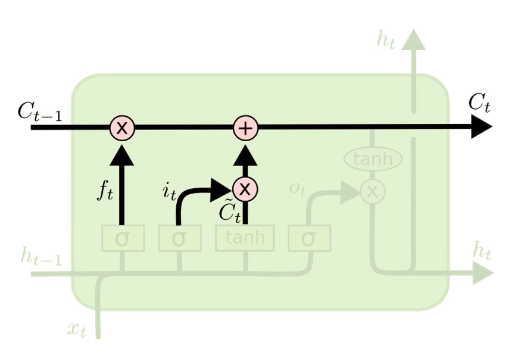 h_t
C_{t-1} × + C_t
tanh
f_t i_t × o_t ×
C̃_t
σ σ tanh σ
h_{t-1} h_t
x_t